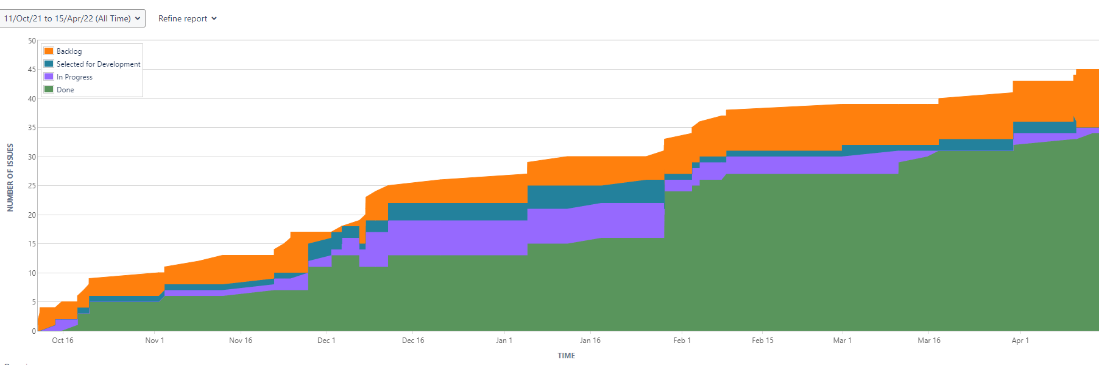 11/Oct/21 to 15/Apr/22 (All Time)
Refine report
50
45
40
35
30
25
20
15
10
5
0
NUMBER OF ISSUES
Backlog
Selected for Development
In Progress
Done
Oct 16
Nov 1
Nov 16
Dec 1
Dec 16
Jan 1
Jan 16
Feb 1
Feb 15
Mar 1
Mar 16
Apr 1
TIME